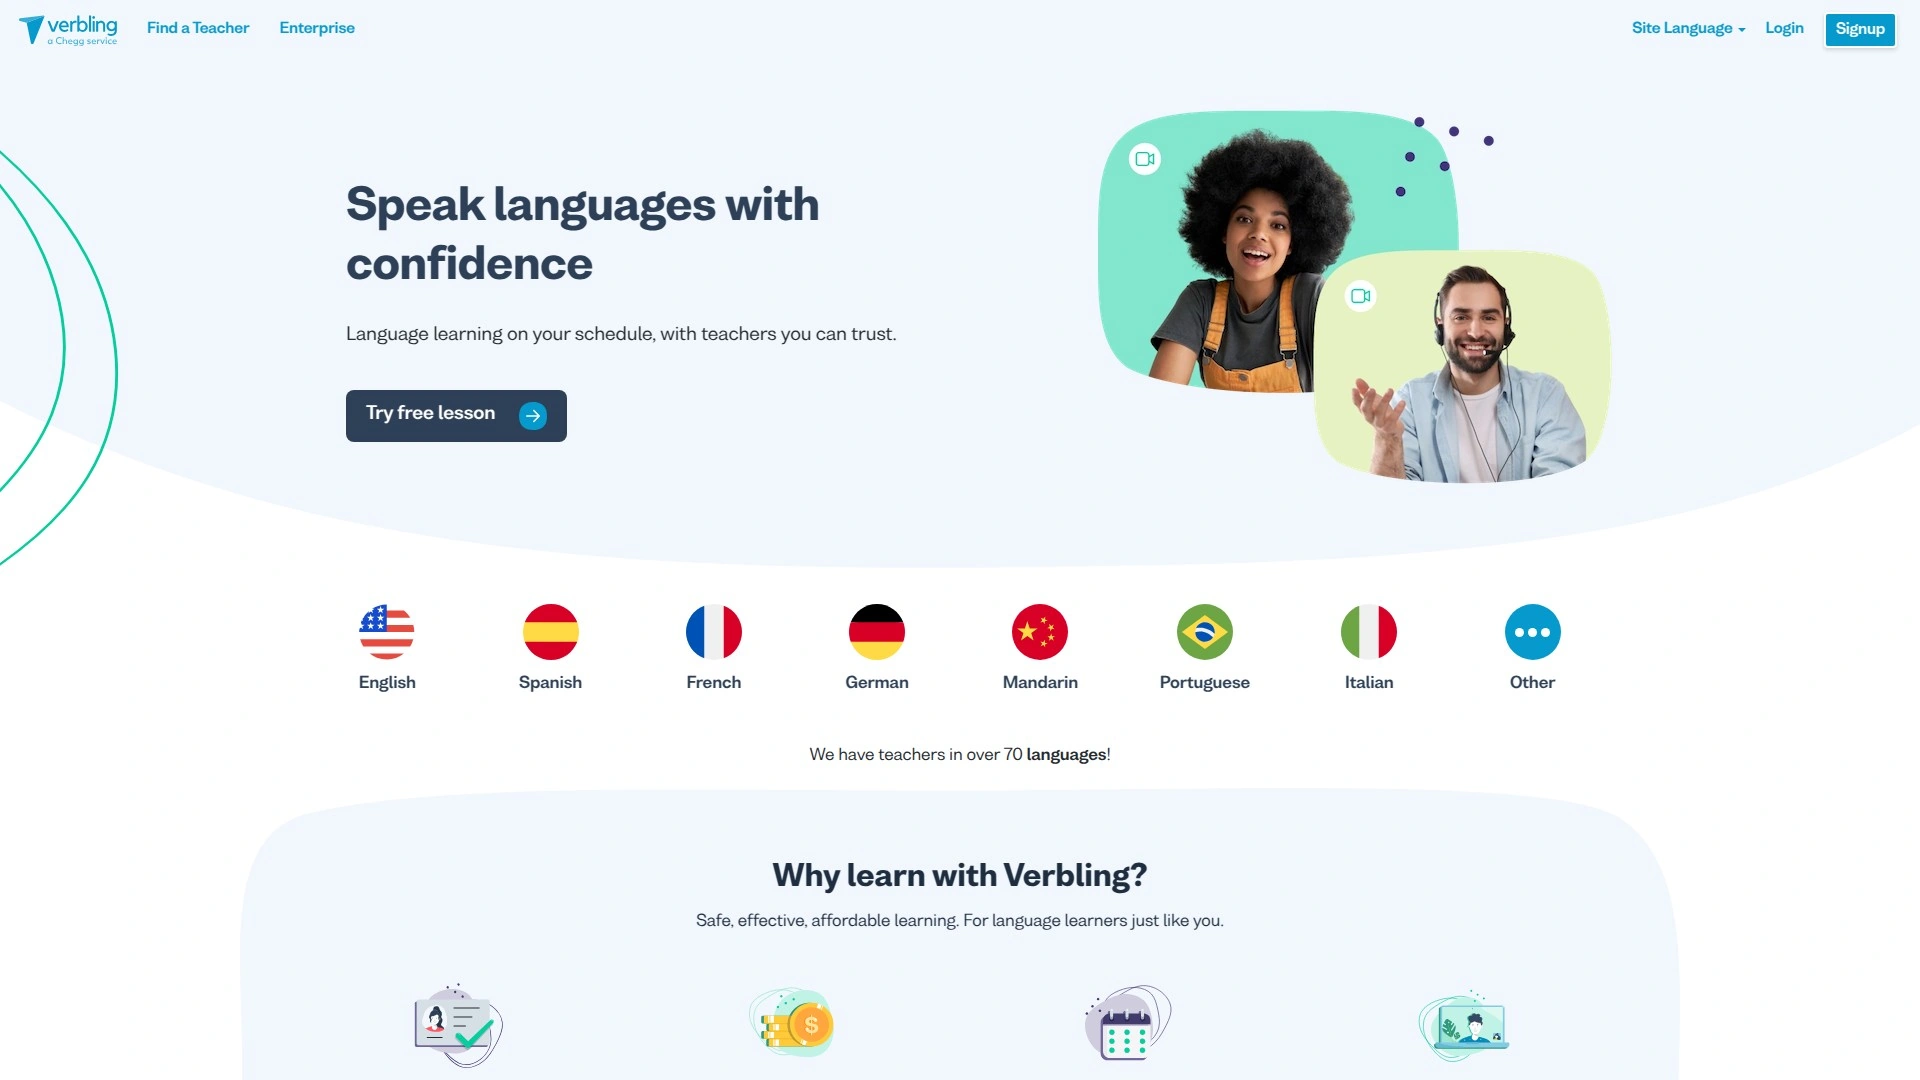 verbling
a Chegg service
Find a Teacher
Enterprise
Site Language
Login
Signup
Speak languages with
confidence
Language learning on your schedule, with teachers you can trust.
Try free lesson
English
Spanish
French
German
Mandarin
Portuguese
Italian
Other
We have teachers in over 70 languages!
Why learn with Verbling?
Safe, effective, affordable learning. For language learners just like you.
$